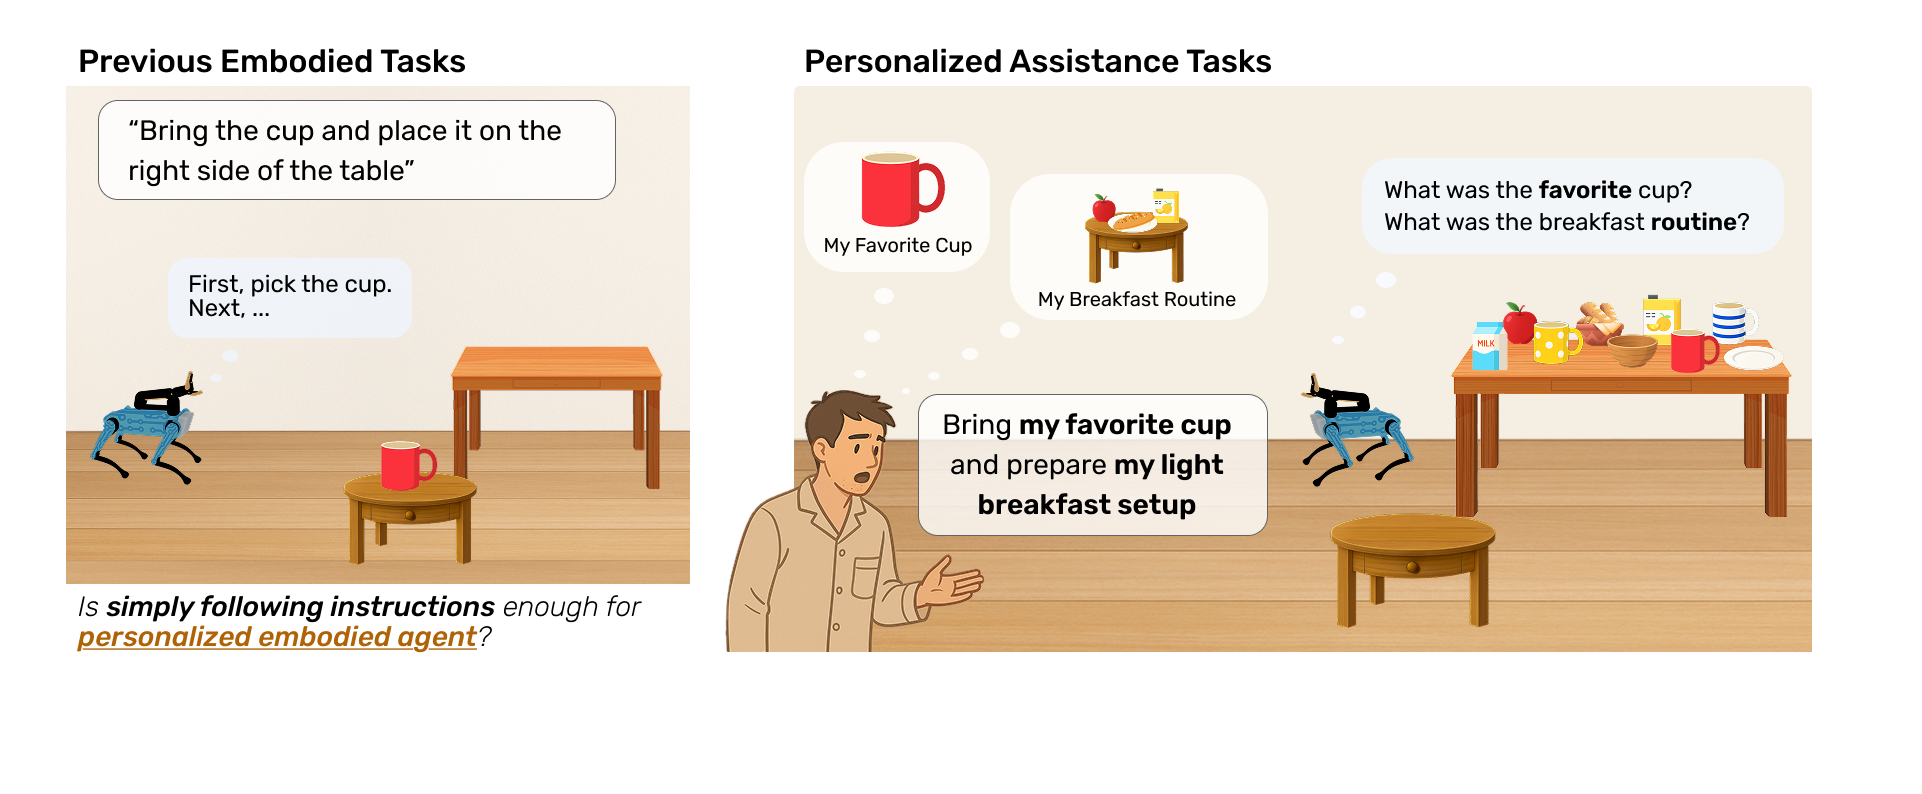 Previous Embodied Tasks
“Bring the cup and place it on the
right side of the table”
First, pick the cup.
Next, ...
Is simply following instructions enough for
personalized embodied agent?
Personalized Assistance Tasks
My Favorite Cup
My Breakfast Routine
What was the favorite cup?
What was the breakfast routine?
MILK
Bring my favorite cup
and prepare my light
breakfast setup